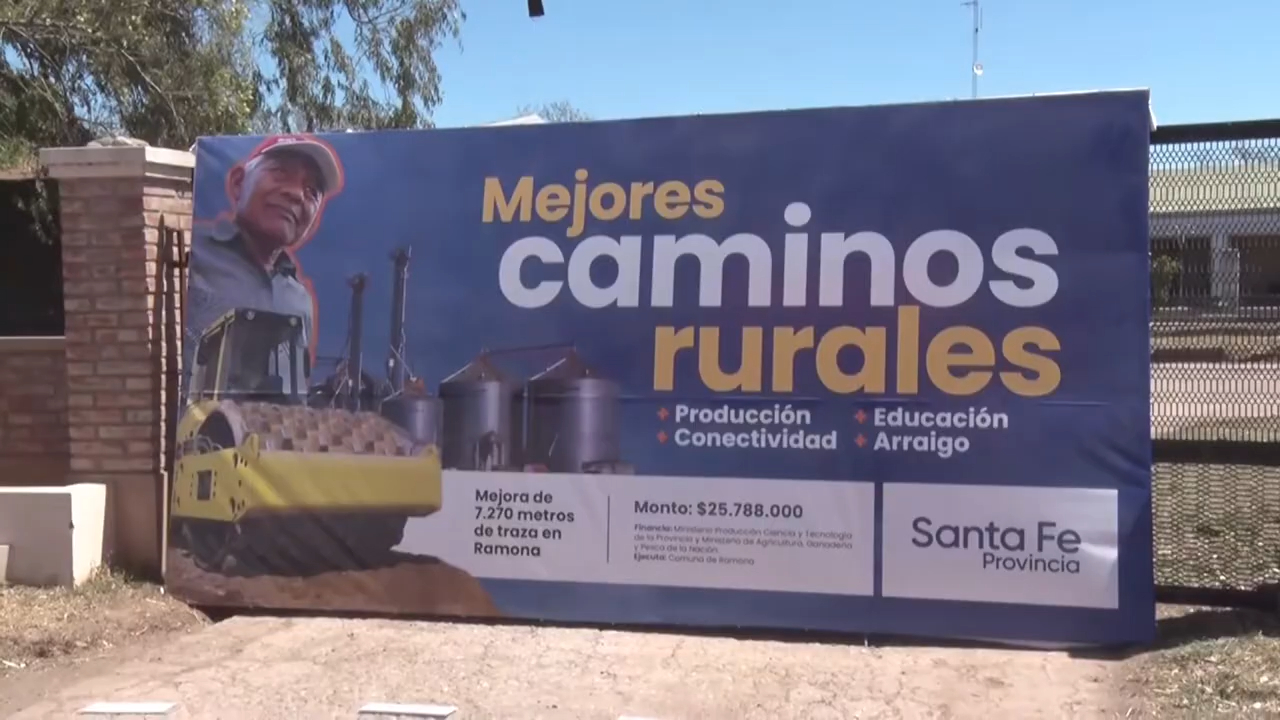 Mejores
caminos
rurales
+ Producción
+ Conectividad
+ Educación
+ Arraigo
Mejora de
7.270 metros
de traza en
Ramona
Monto: $25.788.000
Financia: Ministerio Producción Ciencia y Tecnología
de la Provincia y Ministerio de Agricultura, Ganadería
y Pesca de la Nación.
Ejecuta: Comuna de Ramona
Santa Fe
Provincia